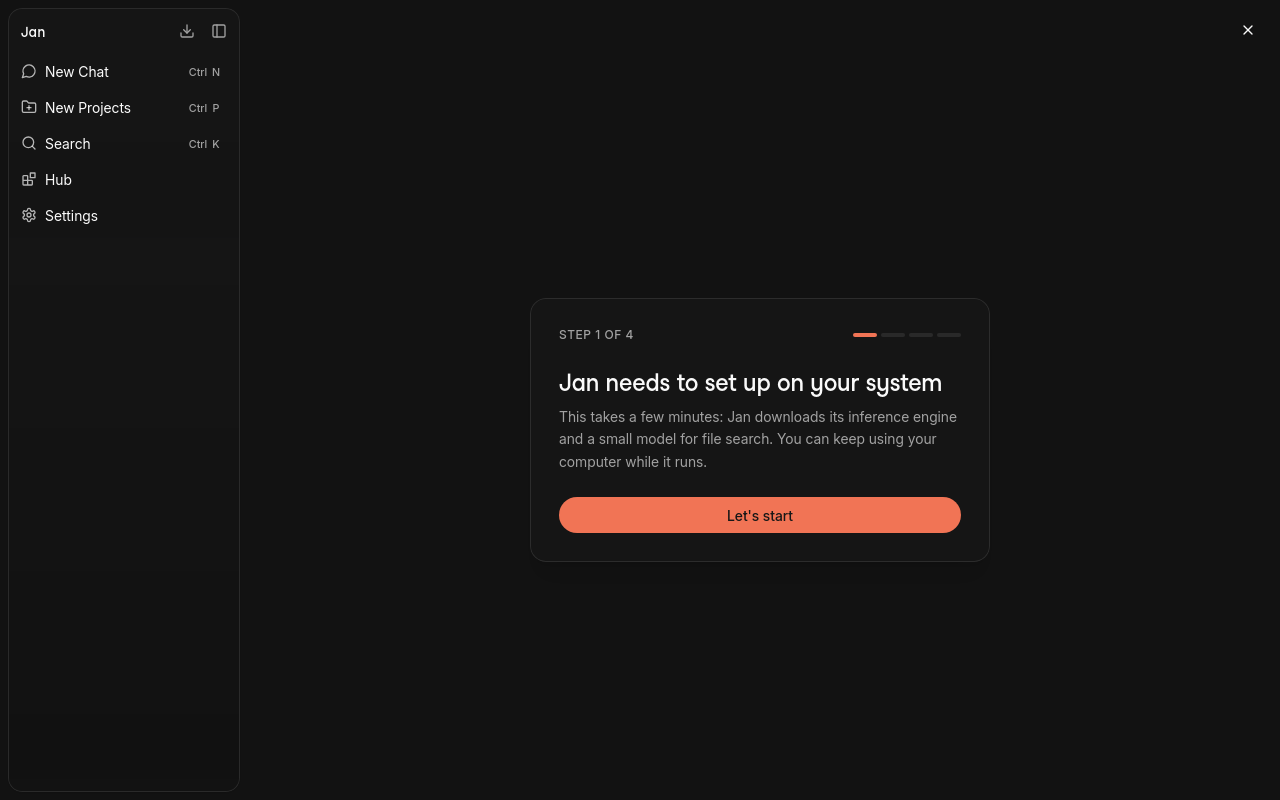 Jan
New Chat Ctrl N
New Projects Ctrl P
Search Ctrl K
Hub
Settings
STEP 1 OF 4
Jan needs to set up on your system
This takes a few minutes: Jan downloads its inference engine
and a small model for file search. You can keep using your
computer while it runs.
Let's start